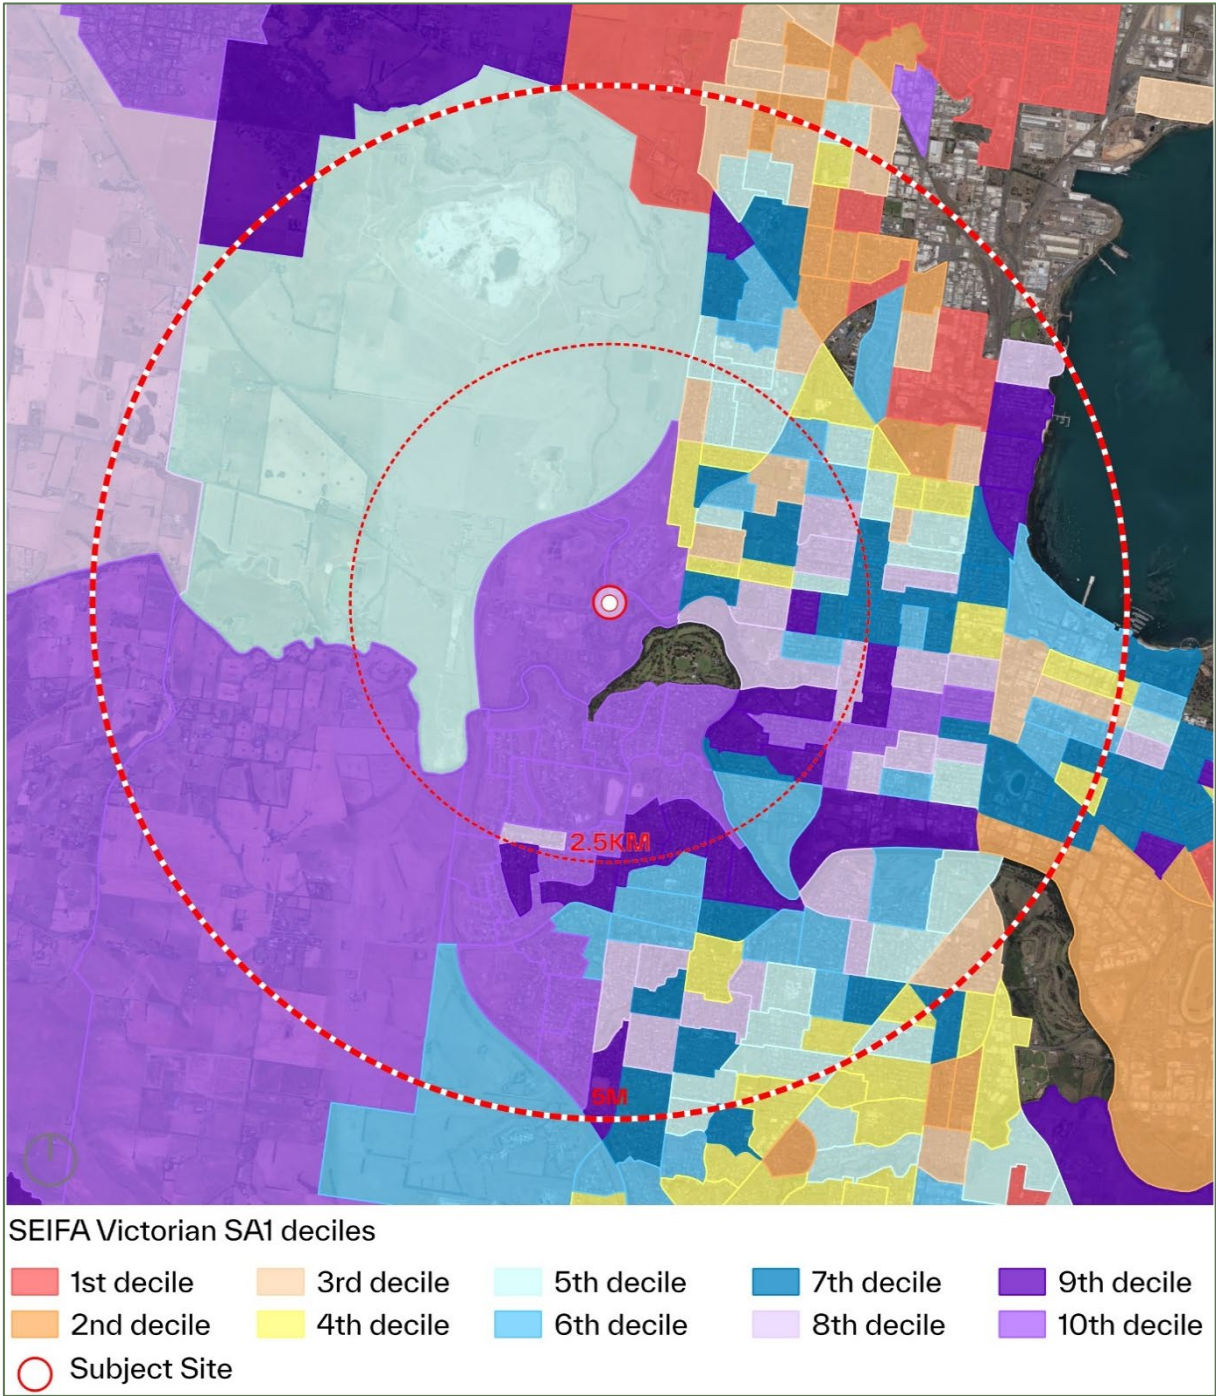 2.5KM
5M
SEIFA Victorian SA1 deciles
1st decile 3rd decile 5th decile 7th decile 9th decile
2nd decile 4th decile 6th decile 8th decile 10th decile
Subject Site